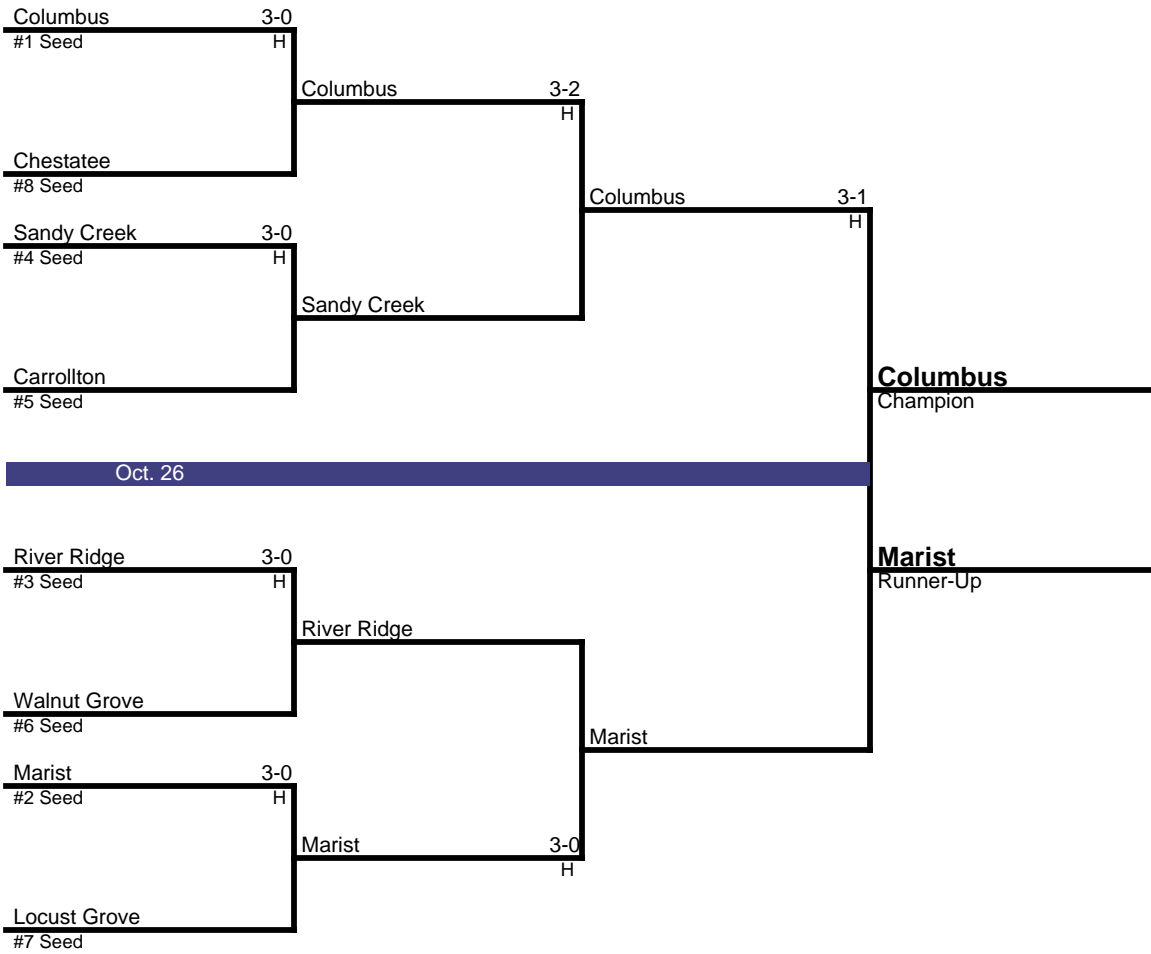 Columbus 3-0
#1 Seed H
Columbus 3-2
H
Chestatee
#8 Seed
Columbus 3-1
H
Sandy Creek 3-0
#4 Seed H
Sandy Creek
Carrollton
#5 Seed
Columbus
Champion
Oct. 26
River Ridge 3-0
#3 Seed H
Marist
Runner-Up
River Ridge
Walnut Grove
#6 Seed
Marist
Marist 3-0
#2 Seed H
Marist 3-0
H
Locust Grove
#7 Seed